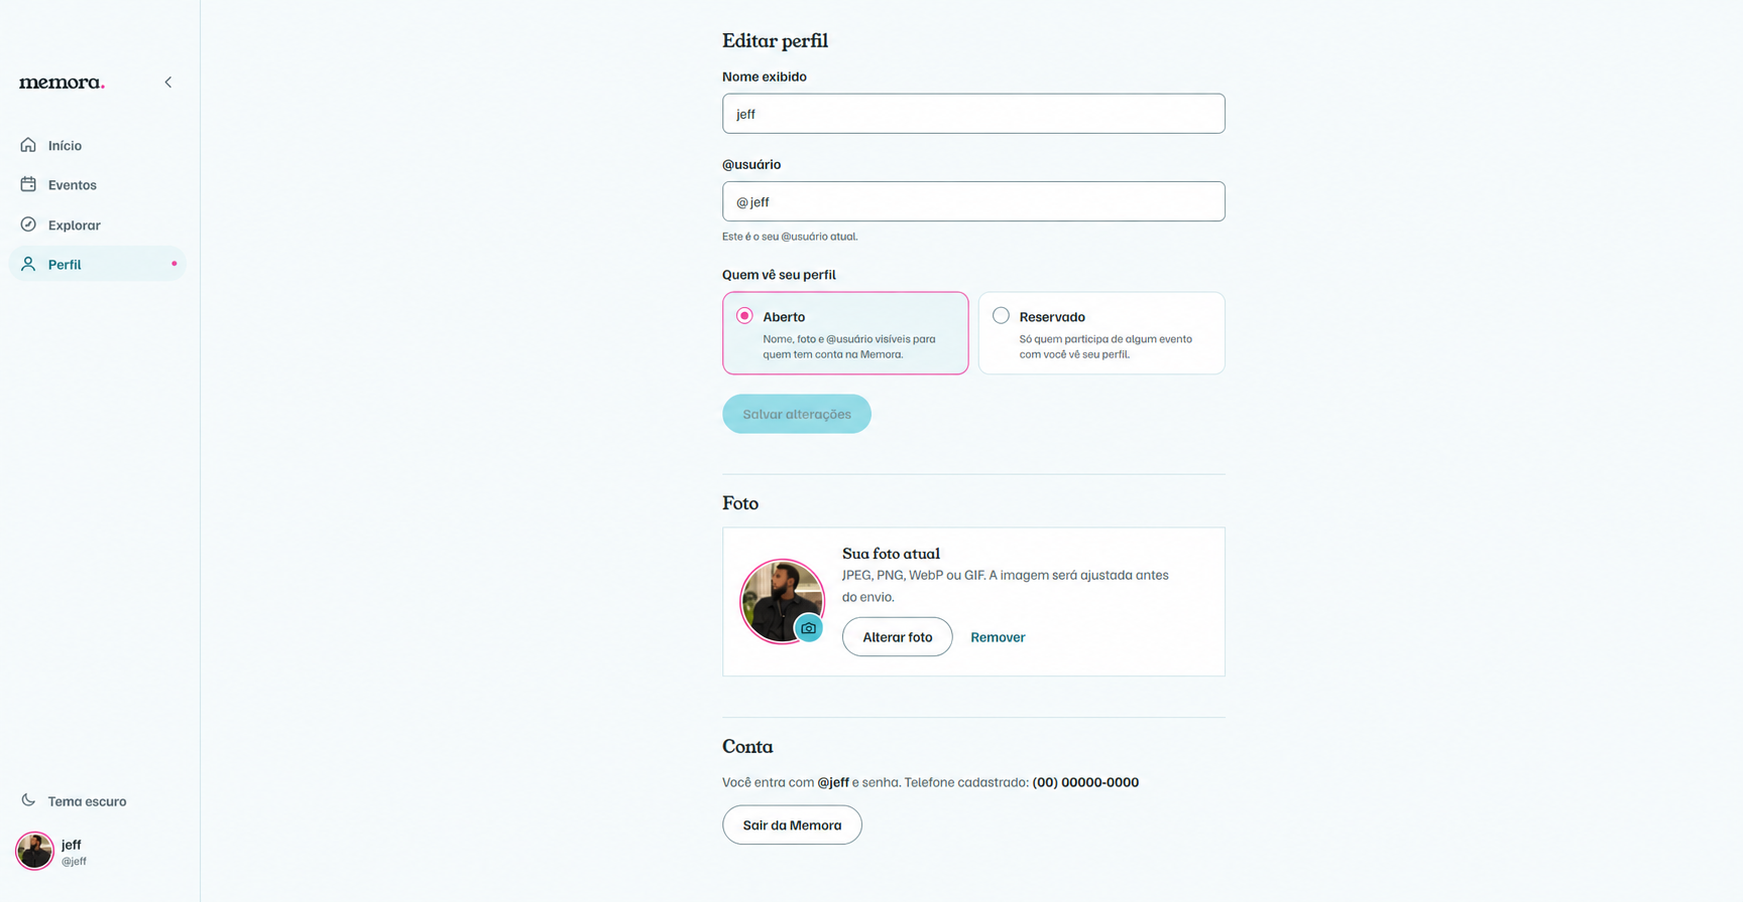 memora.
Início
Eventos
Explorar
Perfil
Tema escuro
jeff
@jeff
Editar perfil
Nome exibido
jeff
@usuário
@jeff
Este é o seu @usuário atual.
Quem vê seu perfil
Aberto
Nome, foto e @usuário visíveis para
quem tem conta na Memora.
Reservado
Só quem participa de algum evento
com você vê seu perfil.
Salvar alterações
Foto
Sua foto atual
JPEG, PNG, WebP ou GIF. A imagem será ajustada antes
do envio.
Alterar foto
Remover
Conta
Você entra com @jeff e senha. Telefone cadastrado: (00) 00000-0000
Sair da Memora